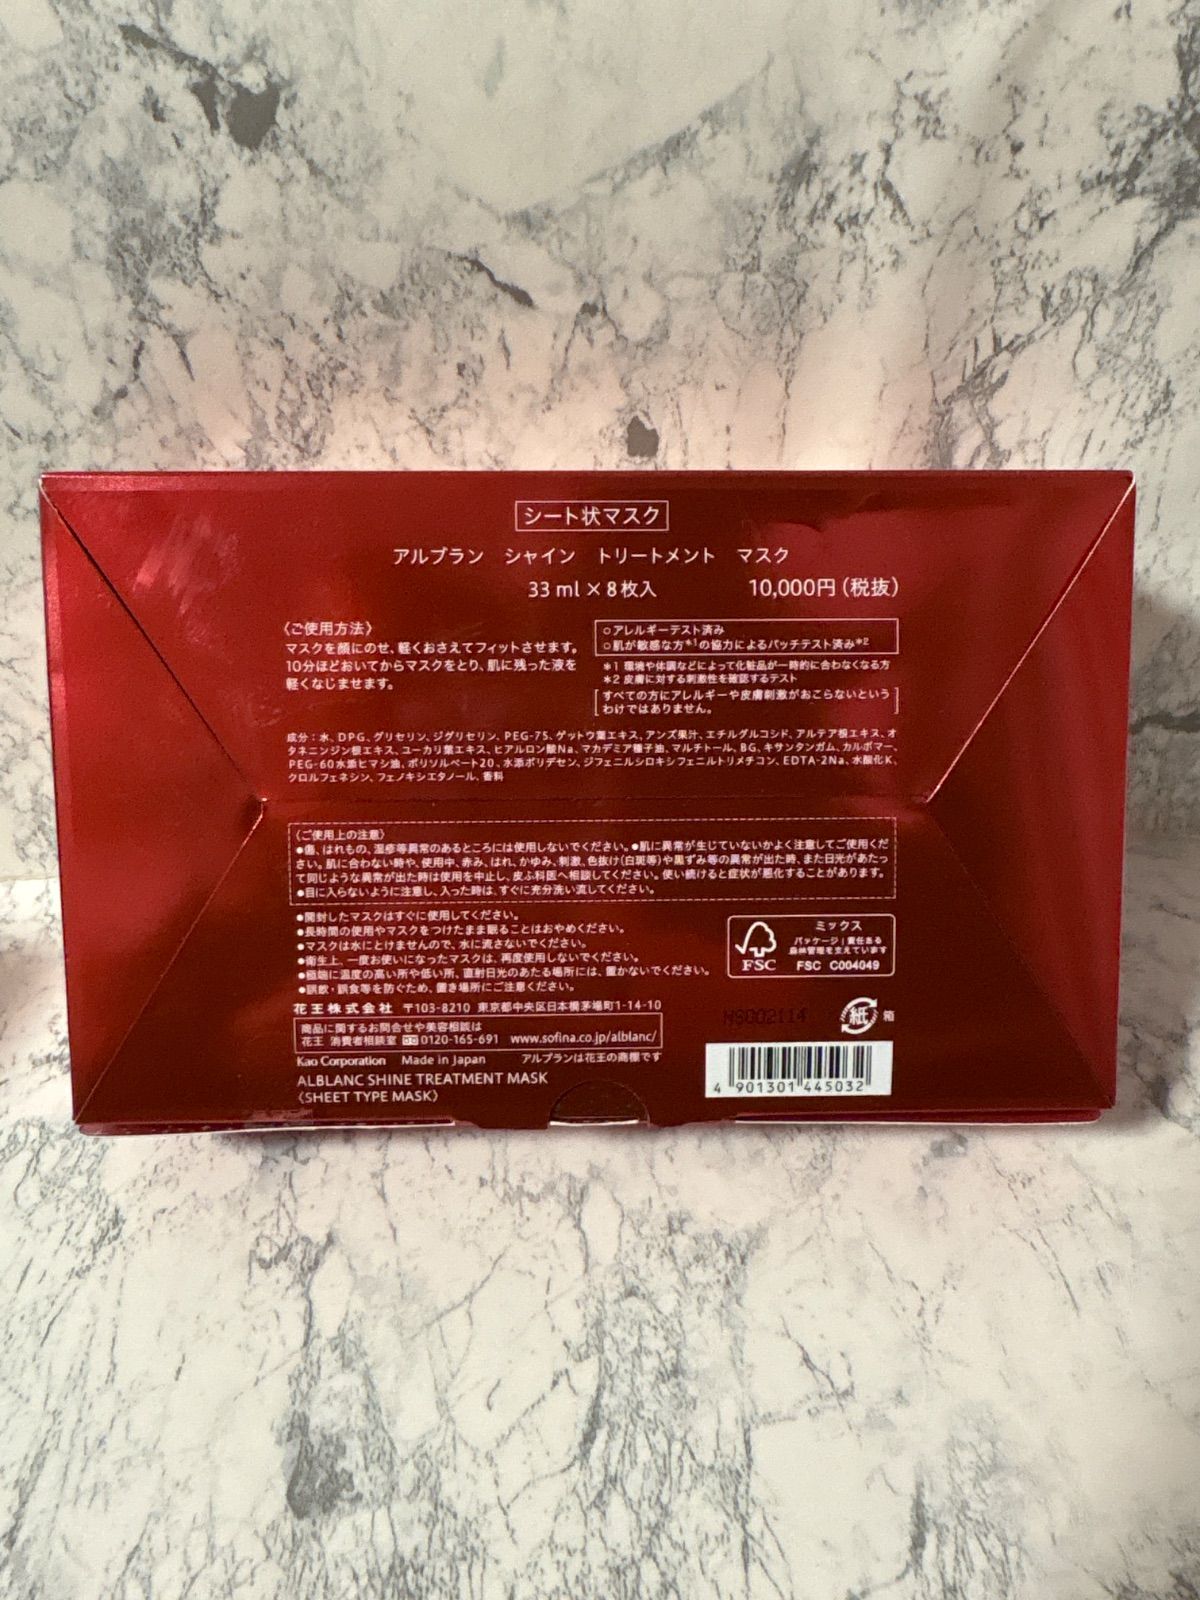 シート状マスク
アルブラン シャイン トリートメント マスク
33 ml × 8枚入 10,000円(税抜)
〈ご使用方法〉
マスクを顔にのせ、軽くおさえてフィットさせます。
10分ほどおいてからマスクをとり、肌に残った液を
軽くなじませます。
○アレルギーテスト済み
○肌が敏感な方*1の協力によるパッチテスト済み*2
*1 環境や体調などによって化粧品が一時的に合わなくなる方
*2 皮膚に対する刺激性を確認するテスト
[すべての方にアレルギーや皮膚刺激がおこらないという
わけではありません。]
成分：水、DPG、グリセリン、ジグリセリン、PEG-75、ゲットウ葉エキス、アンズ果汁、エチルグルコシド、アルテア根エキス、オ
タネニンジン根エキス、ユーカリ葉エキス、ヒアルロン酸Na、マカデミア種子油、マルチトール、BG、キサンタンガム、カルボマー、
PEG-60水添ヒマシ油、ポリソルベート20、水添ポリデセン、ジフェニルシロキシフェニルトリメチコン、EDTA-2Na、水酸化K、
クロルフェネシン、フェノキシエタノール、香料
〈ご使用上の注意〉
●傷、はれもの、湿疹等異常のあるところには使用しないでください。●肌に異常が生じていないかよく注意してご使用くだ
さい。肌に合わない時や、使用中、赤み、はれ、かゆみ、刺激、色抜け(白斑等)や黒ずみ等の異常が出た時、また日光があたっ
て同じような異常が出た時は使用を中止し、皮ふ科医へ相談してください。使い続けると症状が悪化することがあります。
●目に入らないように注意し、入った時は、すぐに充分洗い流してください。
●開封したマスクはすぐに使用してください。
●長時間の使用やマスクをつけたまま眠ることはおやめください。
●マスクは水にとけませんので、水に流さないでください。
●衛生上、一度お使いになったマスクは、再度使用しないでください。
●極端に温度の高い所や低い所、直射日光のあたる場所には、置かないでください。
●誤飲・誤食等を防ぐため、置き場所にご注意ください。
FSC
ミックス
パッケージ|責任ある
森林管理を支えています
FSC C004049
花王株式会社 〒103-8210 東京都中央区日本橋茅場町1-14-10
商品に関するお問合せや美容相談は
花王 消費者相談室 0120-165-691 www.sofina.co.jp/alblanc/
Kao Corporation Made in Japan アルブランは花王の商標です
ALBLANC SHINE TREATMENT MASK
〈SHEET TYPE MASK〉
紙 箱
4 901301 445032